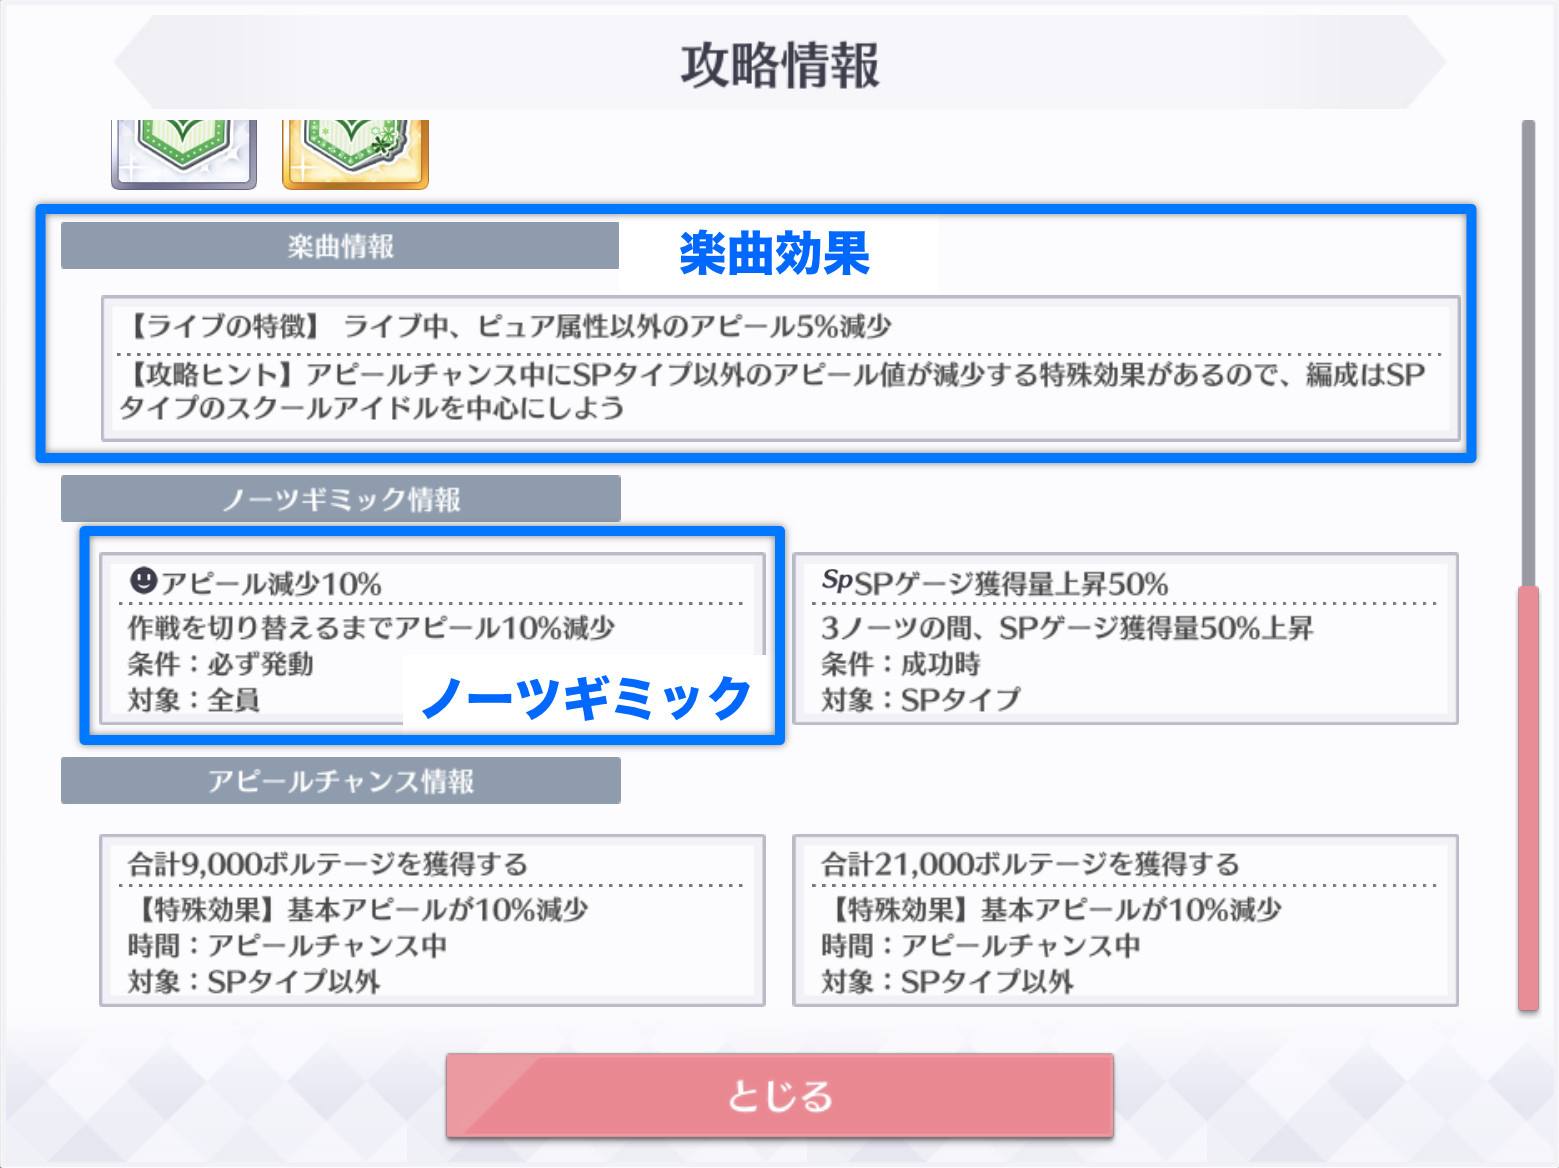 攻略情報
楽曲情報
楽曲効果
【ライブの特徴】 ライブ中、ピュア属性以外のアピール5%減少
【攻略ヒント】アピールチャンス中にSPタイプ以外のアピール値が減少する特殊効果があるので、編成はSP
タイプのスクールアイドルを中心にしよう
ノーツギミック情報
アピール減少10%
作戦を切り替えるまでアピール10%減少
条件：必ず発動
対象：全員
ノーツギミック
SpSPゲージ獲得量上昇50%
3ノーツの間、SPゲージ獲得量50%上昇
条件：成功時
対象：SPタイプ
アピールチャンス情報
合計9,000ボルテージを獲得する
【特殊効果】基本アピールが10%減少
時間：アピールチャンス中
対象：SPタイプ以外
合計21,000ボルテージを獲得する
【特殊効果】基本アピールが10%減少
時間：アピールチャンス中
対象：SPタイプ以外
とじる